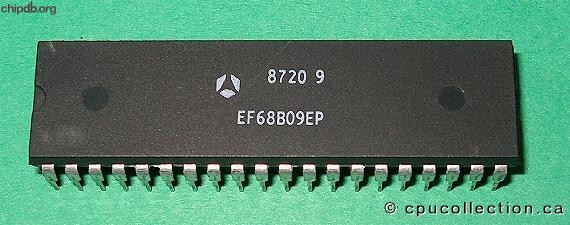 chipdb.org
8720 9
EF68B09EP
© cpucollection.ca